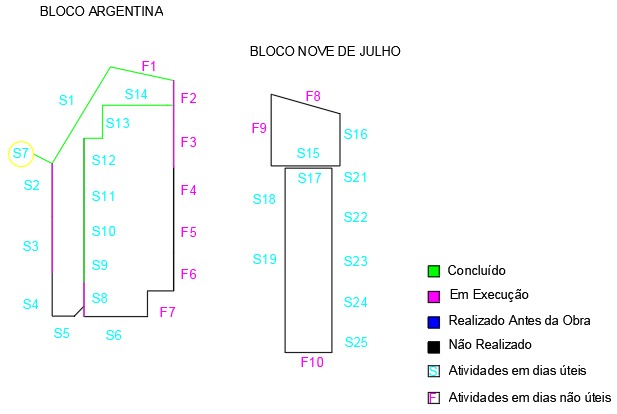 BLOCO ARGENTINA
BLOCO NOVE DE JULHO
F1
S1
S14
F2
S13
F3
S7
S12
S2
S11
F4
S10
F5
S3
S9
F6
S8
S4
F7
S5
S6
F8
F9
S16
S15
S17
S21
S18
S22
S19
S23
S24
S25
F10
Concluído
Em Execução
Realizado Antes da Obra
Não Realizado
S Atividades em dias úteis
F Atividades em dias não úteis